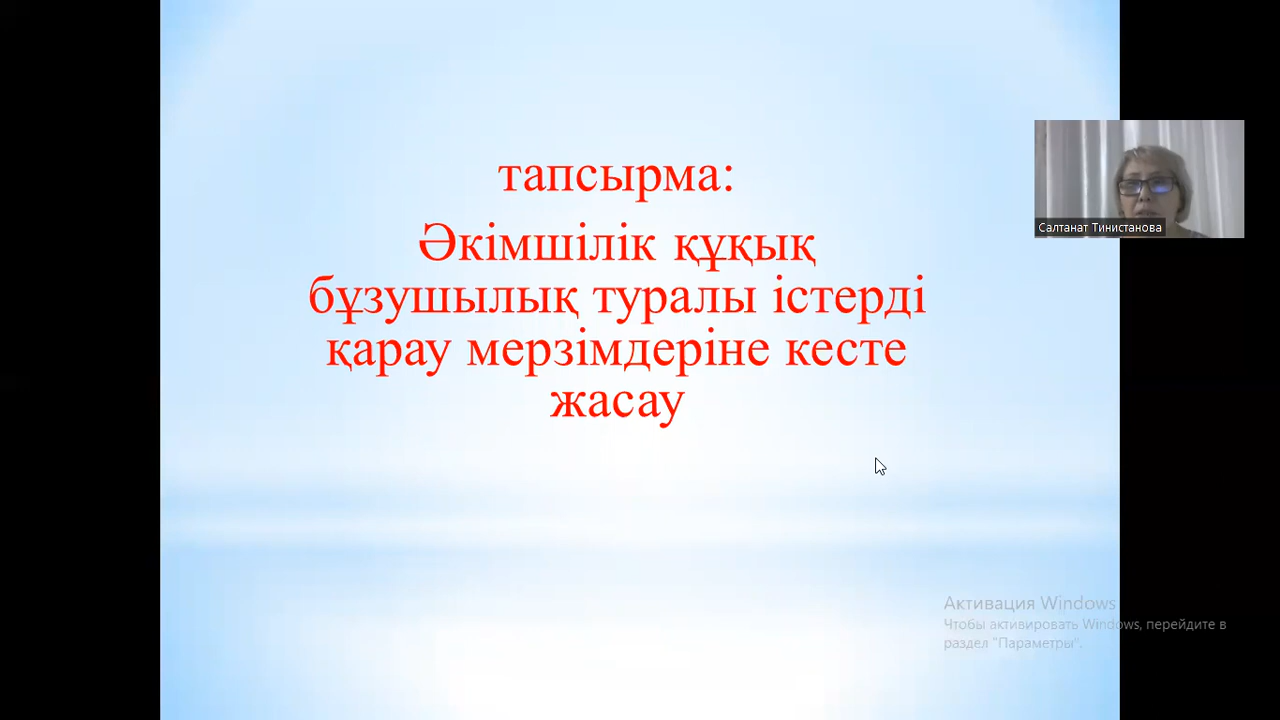 тапсырма:
Әкімшілік құқық
бұзушылық туралы істерді
қарау мерзімдеріне кесте
жасау
Салтанат Тинистанова
Активация Windows
Чтобы активировать Windows, перейдите в
раздел "Параметры".